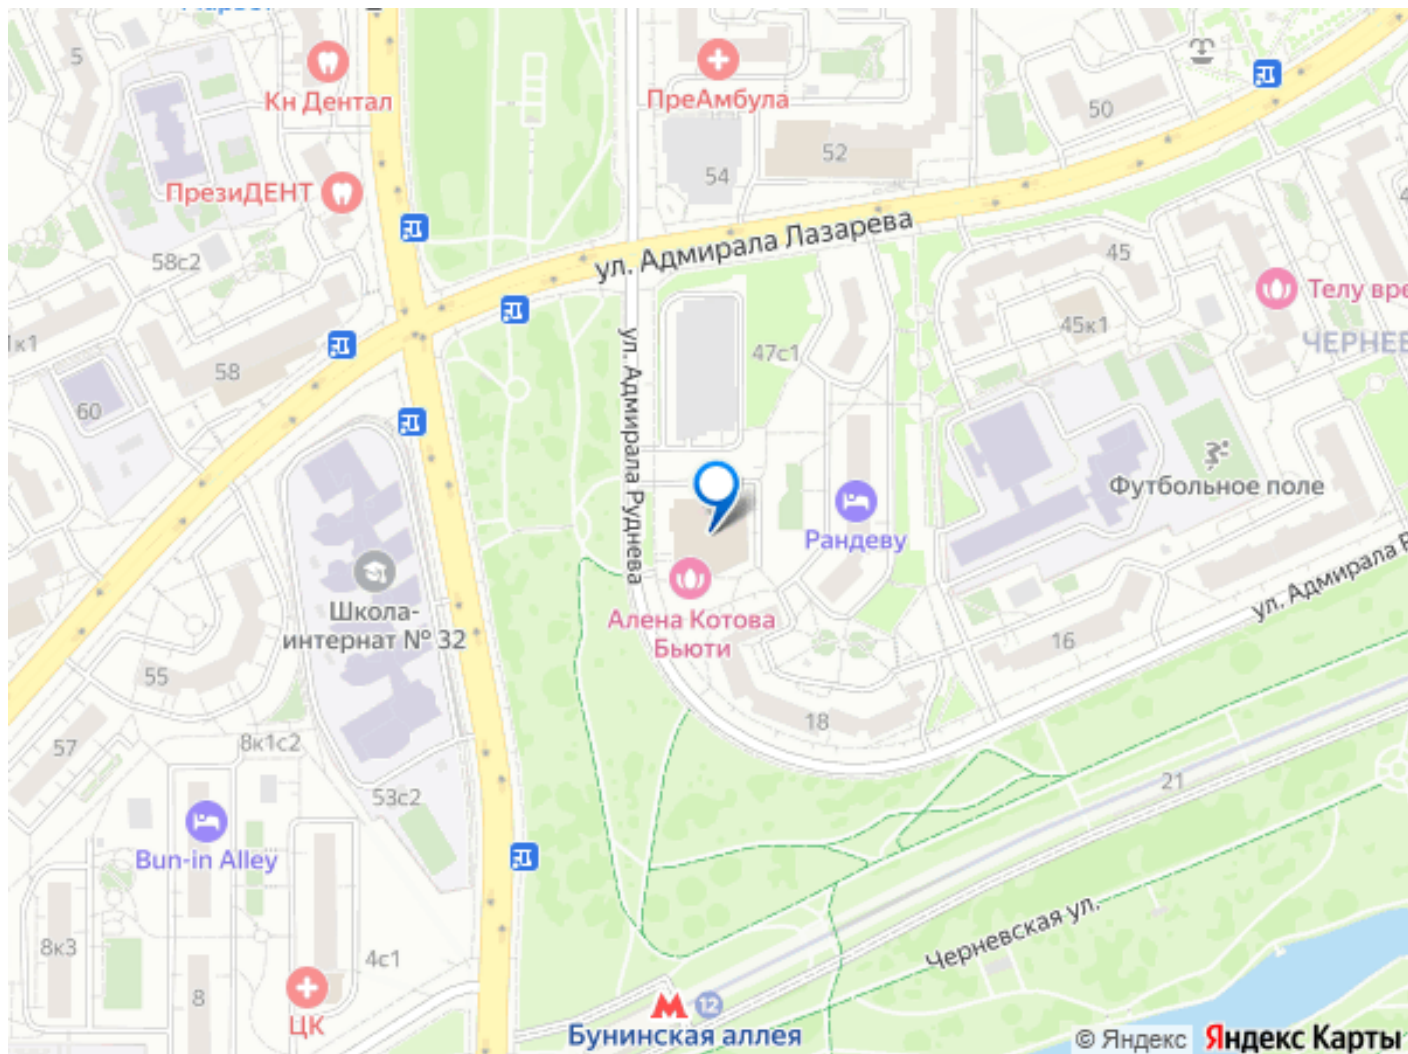 5
Кн Дентал
ПреАмбула
50
52
54
ПрезиДЕНТ
ул. Адмирала Лазарева
58с2
45
Телу вре
45к1
ЧЕРНЕВ
47с1
ул. Адмирала Руднева
58
60
Футбольное поле
Рандеву
Школа-
интернат № 32
Алена Котова
Бьюти
ул. Адмирала Р
16
55
18
57
8к1с2
21
53с2
Bun-in Alley
Черневская ул.
8к3
4с1
8
ЦК
12
Бунинская аллея
© Яндекс Яндекс Карты